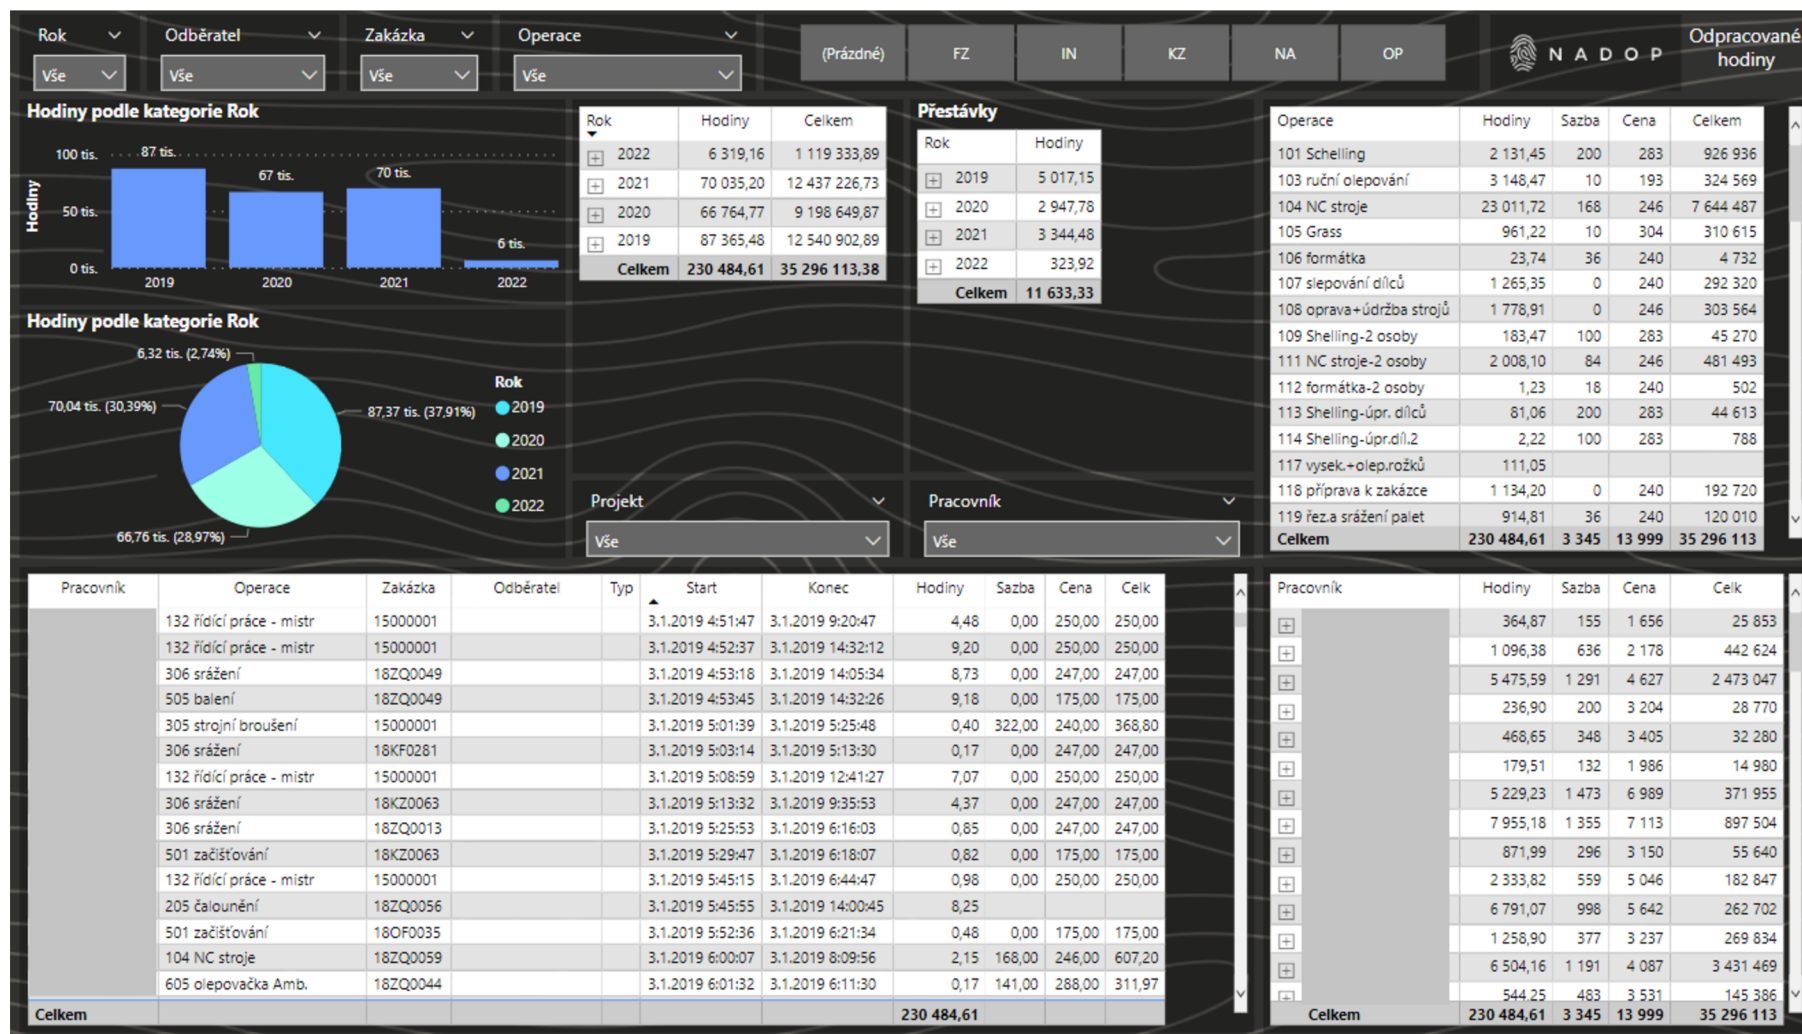 Rok Odběratel Zakázka Operace
Vše Vše Vše Vše
(Prázdné) FZ IN KZ NA OP
NADOP
Odpracované
hodiny
Hodiny podle kategorie Rok
Hodiny
100 tis.
50 tis.
0 tis.
87 tis. 67 tis. 70 tis. 6 tis.
2019 2020 2021 2022
Rok Hodiny Celkem
2022 6 319,16 1 119 333,89
2021 70 035,20 12 437 226,73
2020 66 764,77 9 198 649,87
2019 87 365,48 12 540 902,89
Celkem 230 484,61 35 296 113,38
Přestávky
Rok Hodiny
2019 5 017,15
2020 2 947,78
2021 3 344,48
2022 323,92
Celkem 11 633,33
Operace Hodiny Sazba Cena Celkem
101 Schelling 2 131,45 200 283 926 936
103 ruční olepování 3 148,47 10 193 324 569
104 NC stroje 23 011,72 168 246 7 644 487
105 Grass 961,22 10 304 310 615
106 formátka 23,74 36 240 4 732
107 slepování dílců 1 265,35 0 240 292 320
108 oprava+údržba strojů 1 778,91 0 246 303 564
109 Shelling-2 osoby 183,47 100 283 45 270
111 NC stroje-2 osoby 2 008,10 84 246 481 493
112 formátka-2 osoby 1,23 18 240 502
113 Shelling-úpr. dílců 81,06 200 283 44 613
114 Shelling-úpr.díl.2 2,22 100 283 788
117 vysek.+olep.rožků 111,05
118 příprava k zakázce 1 134,20 0 240 192 720
119 řez.a srážení palet 914,81 36 240 120 010
Celkem 230 484,61 3 345 13 999 35 296 113
Hodiny podle kategorie Rok
6,32 tis. (2,74%)
70,04 tis. (30,39%)
87,37 tis. (37,91%)
66,76 tis. (28,97%)
Rok
2019
2020
2021
2022
Projekt
Vše
Pracovník
Vše
Pracovník Operace Zakázka Odběratel Typ Start Konec Hodiny Sazba Cena Celk
132 řídící práce - mistr 15000001 3.1.2019 4:51:47 3.1.2019 9:20:47 4,48 0,00 250,00 250,00
132 řídící práce - mistr 15000001 3.1.2019 4:52:37 3.1.2019 14:32:12 9,20 0,00 250,00 250,00
306 srážení 18ZQ0049 3.1.2019 4:53:18 3.1.2019 14:05:34 8,73 0,00 247,00 247,00
505 balení 18ZQ0049 3.1.2019 4:53:45 3.1.2019 14:32:26 9,18 0,00 175,00 175,00
305 strojní broušení 15000001 3.1.2019 5:01:39 3.1.2019 5:25:48 0,40 322,00 240,00 368,80
306 srážení 18KF0281 3.1.2019 5:03:14 3.1.2019 5:13:30 0,17 0,00 247,00 247,00
132 řídící práce - mistr 15000001 3.1.2019 5:08:59 3.1.2019 12:41:27 7,07 0,00 250,00 250,00
306 srážení 18KZ0063 3.1.2019 5:13:32 3.1.2019 9:35:53 4,37 0,00 247,00 247,00
306 srážení 18ZQ0013 3.1.2019 5:25:53 3.1.2019 6:16:03 0,85 0,00 247,00 247,00
501 začišťování 18KZ0063 3.1.2019 5:29:47 3.1.2019 6:18:07 0,82 0,00 175,00 175,00
132 řídící práce - mistr 15000001 3.1.2019 5:45:15 3.1.2019 6:44:47 0,98 0,00 250,00 250,00
205 čalounění 18ZQ0056 3.1.2019 5:45:55 3.1.2019 14:00:45 8,25
501 začišťování 18OF0035 3.1.2019 5:52:36 3.1.2019 6:21:34 0,48 0,00 175,00 175,00
104 NC stroje 18ZQ0059 3.1.2019 6:00:07 3.1.2019 8:09:56 2,15 168,00 246,00 607,20
605 olepovačka Amb. 18ZQ0044 3.1.2019 6:01:32 3.1.2019 6:11:30 0,17 141,00 288,00 311,97
Celkem 230 484,61
Pracovník Hodiny Sazba Cena Celk
364,87 155 1 656 25 853
1 096,38 636 2 178 442 624
5 475,59 1 291 4 627 2 473 047
236,90 200 3 204 28 770
468,65 348 3 405 32 280
179,51 132 1 986 14 980
5 229,23 1 473 6 989 371 955
7 955,18 1 355 7 113 897 504
871,99 296 3 150 55 640
2 333,82 559 5 046 182 847
6 791,07 998 5 642 262 702
1 258,90 377 3 237 269 834
6 504,16 1 191 4 087 3 431 469
544,25 483 3 531 145 386
Celkem 230 484,61 3 345 13 999 35 296 113